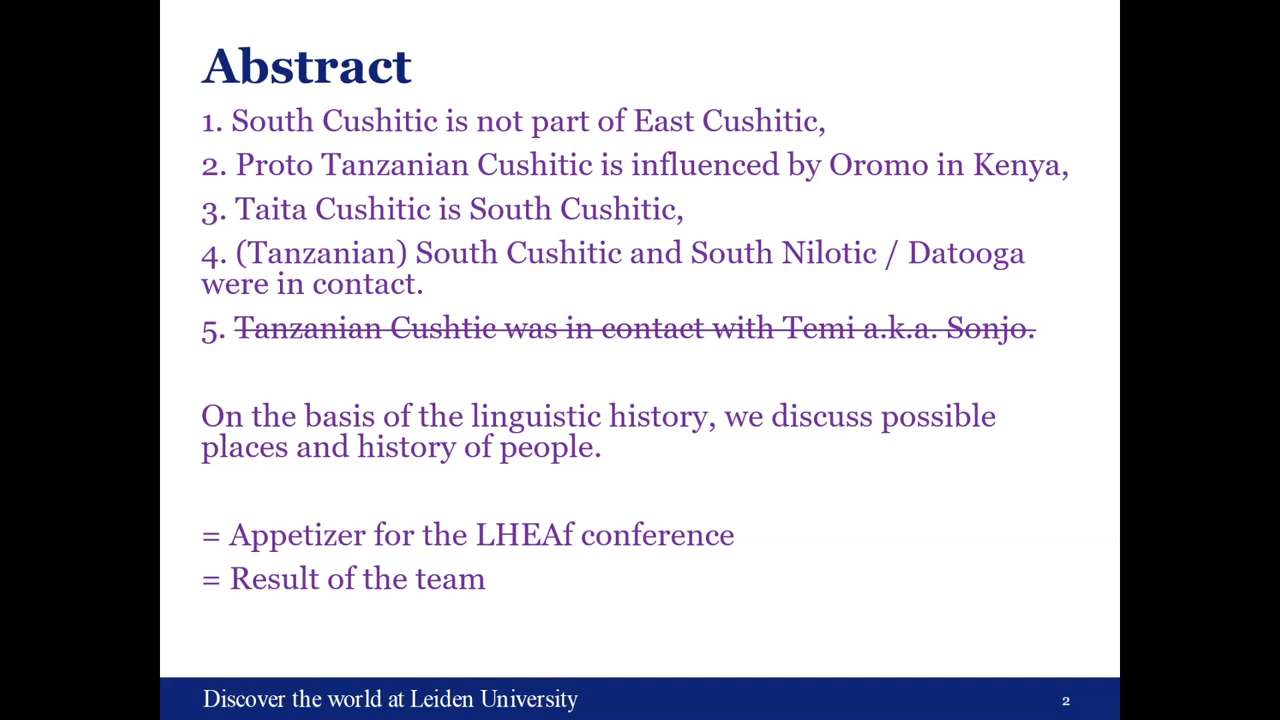 Abstract
1. South Cushitic is not part of East Cushitic,
2. Proto Tanzanian Cushitic is influenced by Oromo in Kenya,
3. Taita Cushitic is South Cushitic,
4. (Tanzanian) South Cushitic and South Nilotic / Datooga
were in contact.
5. Tanzanian Cushtic was in contact with Temi a.k.a. Sonjo.
On the basis of the linguistic history, we discuss possible
places and history of people.
= Appetizer for the LHEAf conference
= Result of the team
Discover the world at Leiden University
2